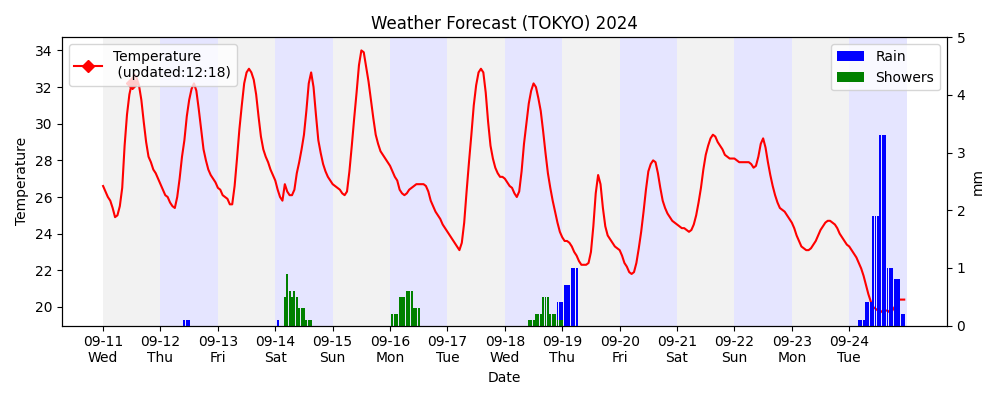 Weather Forecast (TOKYO) 2024
Temperature
(updated:12:18)
Rain
Showers
Temperature
34
32
30
28
26
24
22
20
5
4
3
2
1
0
mm
09-11 09-12 09-13 09-14 09-15 09-16 09-17 09-18 09-19 09-20 09-21 09-22 09-23 09-24
Wed Thu Fri Sat Sun Mon Tue Wed Thu Fri Sat Sun Mon Tue
Date